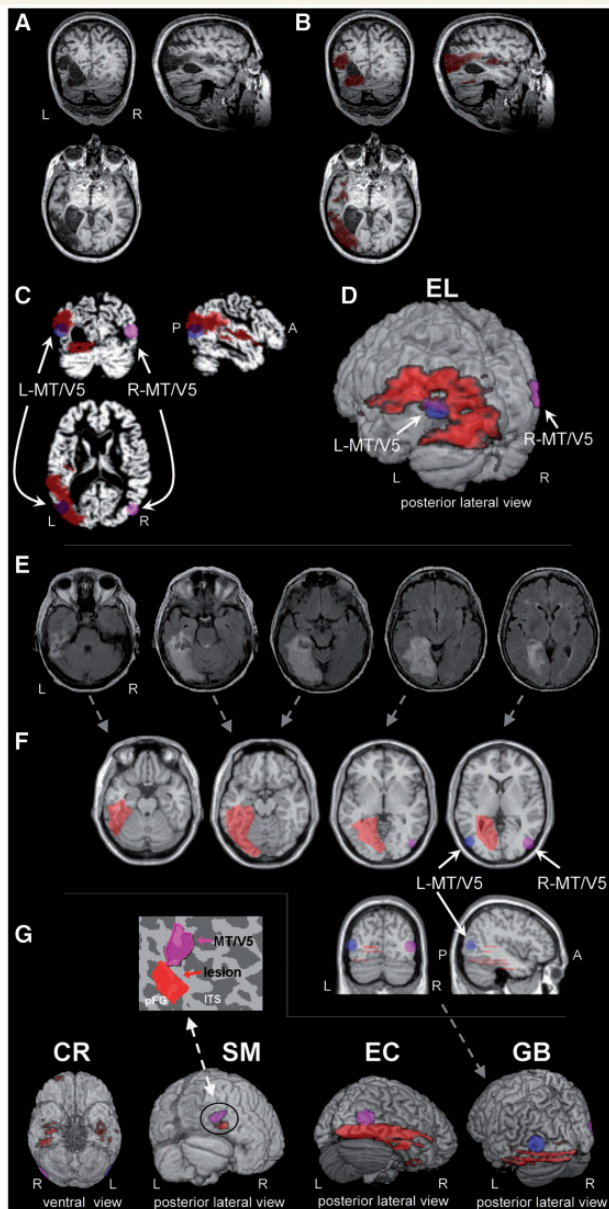 A
B
L R
C
D EL
P A
L-MT/V5 R-MT/V5
L-MT/V5
R-MT/V5
L R
L R
posterior lateral view
E
L R
F
L-MT/V5 R-MT/V5
G
MT/V5
lesion
pFG ITS
P A
L R
CR SM EC GB
R L L R L R L R
ventral view posterior lateral view posterior lateral view posterior lateral view